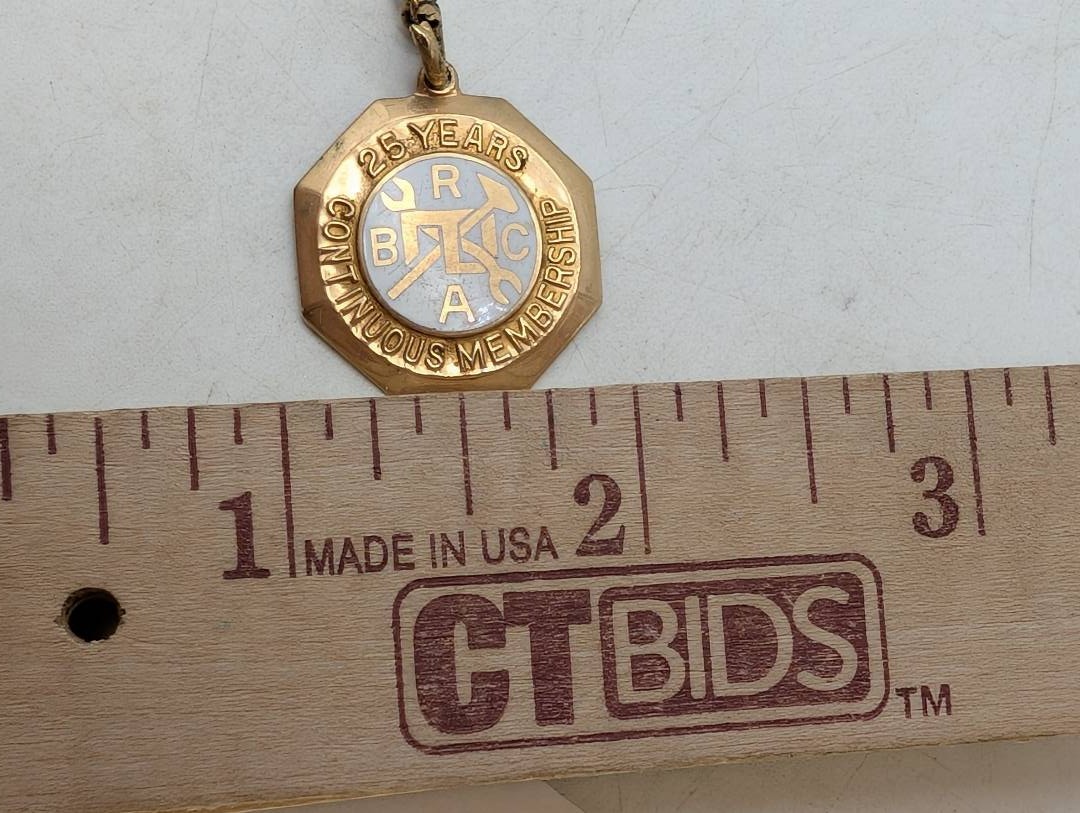 25 YEARS
R
B C
A
CONTINUOUS MEMBERSHIP
1 2 3
MADE IN USA
CTBIDS TM